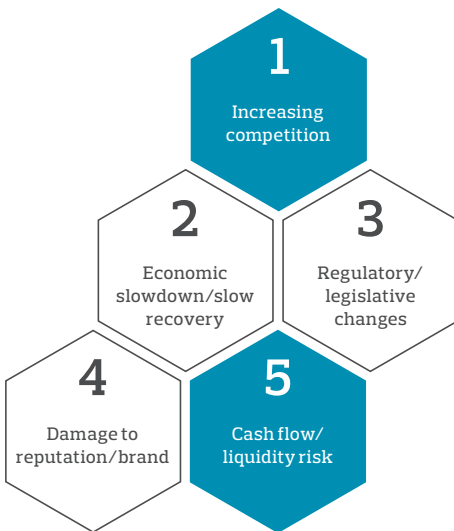 1
Increasing
competition
2
Economic
slowdown/slow
recovery
3
Regulatory/
legislative
changes
4
Damage to
reputation/brand
5
Cash flow/
liquidity risk